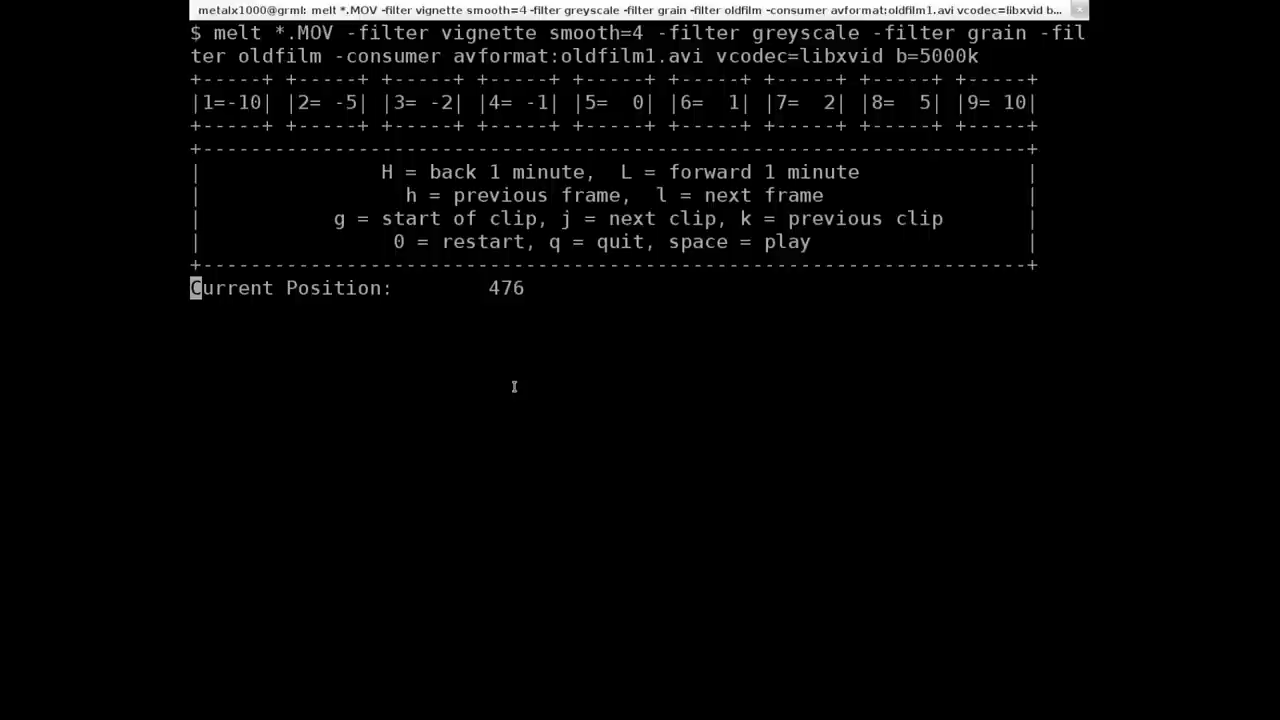 metalx1000@grml: melt *.MOV -filter vignette smooth=4 -filter greyscale -filter grain -filter oldfilm -consumer avformat:oldfilm1.avi vcodec=libxvid b...
$ melt *.MOV -filter vignette smooth=4 -filter greyscale -filter grain -fil
ter oldfilm -consumer avformat:oldfilm1.avi vcodec=libxvid b=5000k
+-----+ +-----+ +-----+ +-----+ +-----+ +-----+ +-----+ +-----+ +-----+
|1=-10| |2= -5| |3= -2| |4= -1| |5=  0| |6=  1| |7=  2| |8=  5| |9= 10|
+-----+ +-----+ +-----+ +-----+ +-----+ +-----+ +-----+ +-----+ +-----+
+---------------------------------------------------------------------+
|               H = back 1 minute,  L = forward 1 minute              |
|                 h = previous frame,  l = next frame                 |
|           g = start of clip, j = next clip, k = previous clip       |
|                0 = restart, q = quit, space = play                  |
+---------------------------------------------------------------------+
Current Position:        476